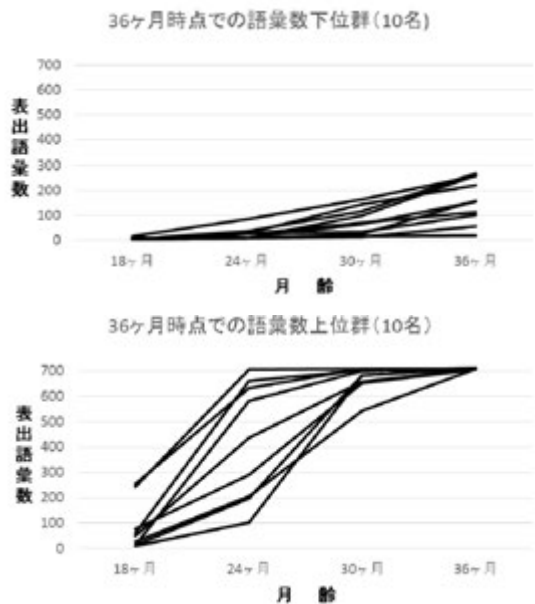 36ヶ月時点での語彙数下位群(10名)
700
600
500
400
300
200
100
0
表出語彙数
18ヶ月 24ヶ月 30ヶ月 36ヶ月
月 齢
36ヶ月時点での語彙数上位群(10名)
700
600
500
400
300
200
100
0
表出語彙数
18ヶ月 24ヶ月 30ヶ月 36ヶ月
月 齢